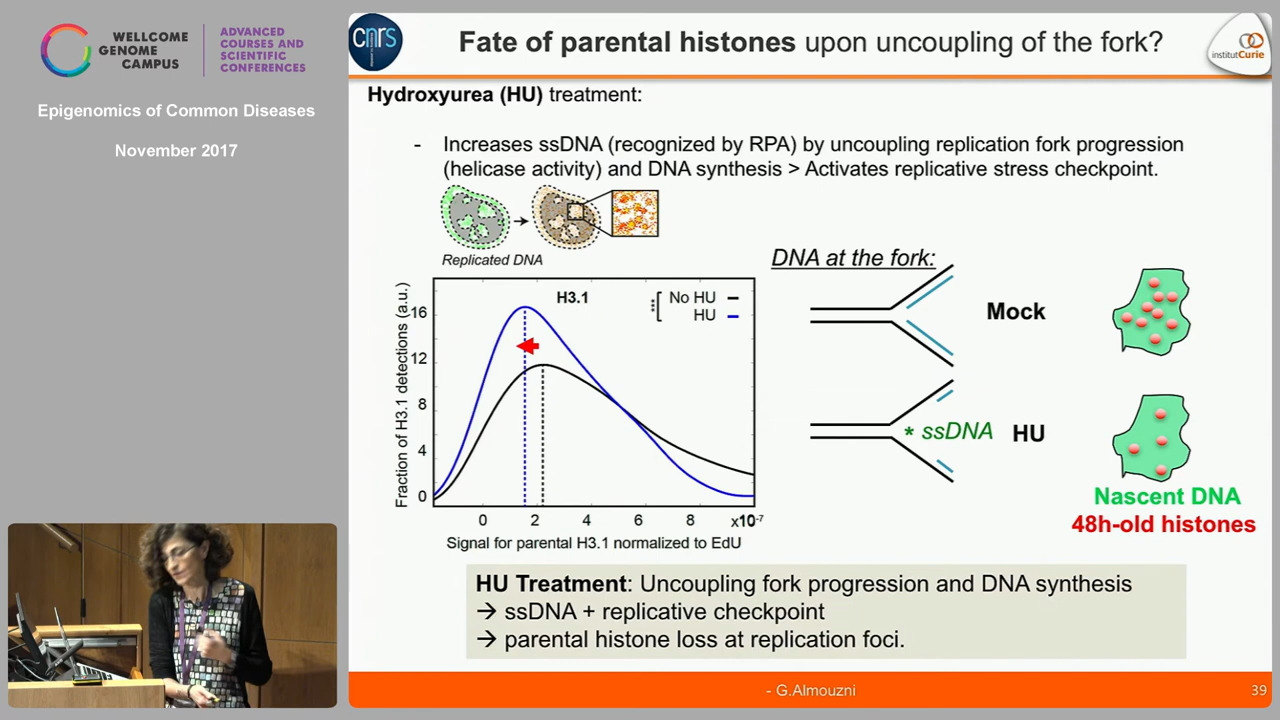 WELLCOME
GENOME
CAMPUS
ADVANCED
COURSES AND
SCIENTIFIC
CONFERENCES
Epigenomics of Common Diseases
November 2017
cnrs
Fate of parental histones upon uncoupling of the fork?
institutCurie
Hydroxyurea (HU) treatment:
- Increases ssDNA (recognized by RPA) by uncoupling replication fork progression
(helicase activity) and DNA synthesis > Activates replicative stress checkpoint.
Replicated DNA
Fraction of H3.1 detections (a.u.)
16
12
8
4
0
H3.1
*** No HU
HU
0 2 4 6 8 x10-7
Signal for parental H3.1 normalized to EdU
DNA at the fork:
Mock
* ssDNA HU
Nascent DNA
48h-old histones
HU Treatment: Uncoupling fork progression and DNA synthesis
→ ssDNA + replicative checkpoint
→ parental histone loss at replication foci.
- G.Almouzni
39